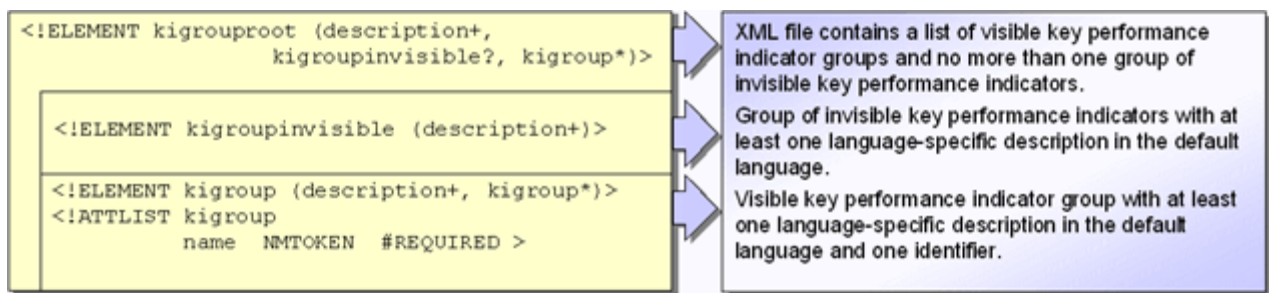 <!ELEMENT kigrouproot (description+,
kigroupinvisible?, kigroup*)>
<!ELEMENT kigroupinvisible (description+)>
<!ELEMENT kigroup (description+, kigroup*)>
<!ATTLIST kigroup
name NMTOKEN #REQUIRED >
XML file contains a list of visible key performance
indicator groups and no more than one group of
invisible key performance indicators.
Group of invisible key performance indicators with at
least one language-specific description in the default
language.
Visible key performance indicator group with at least
one language-specific description in the default
language and one identifier.